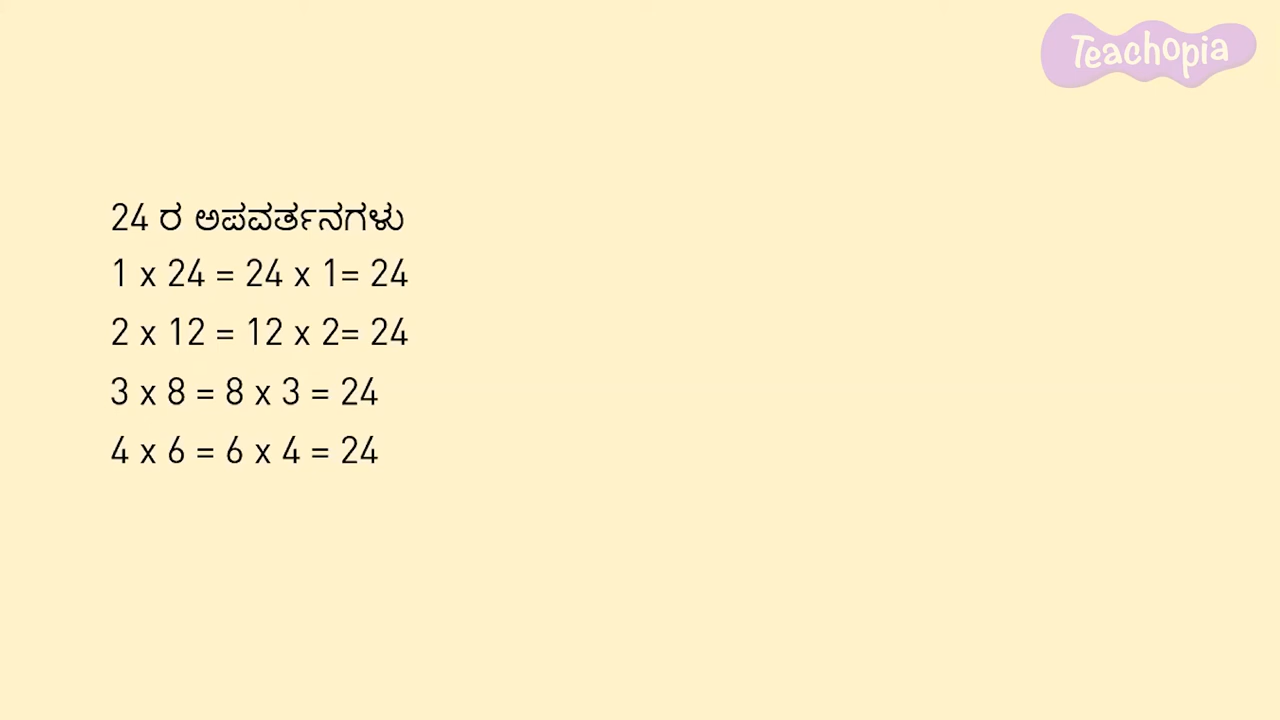 Teachopia
24 ರ ಅಪವರ್ತನಗಳು
1 x 24 = 24 x 1= 24
2 x 12 = 12 x 2= 24
3 x 8 = 8 x 3 = 24
4 x 6 = 6 x 4 = 24